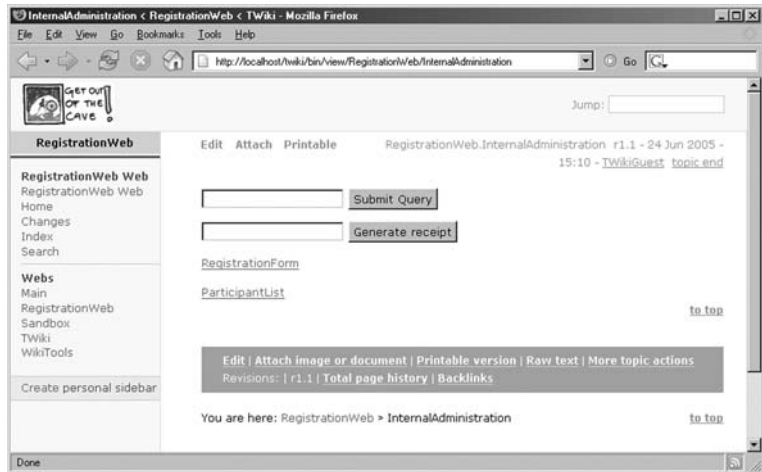 InternalAdministration < RegistrationWeb < TWiki - Mozilla Firefox
File Edit View Go Bookmarks Tools Help
http://localhost/twiki/bin/view/RegistrationWeb/InternalAdministration Go G
GET OUT
OF THE
CAVE !
Jump:
RegistrationWeb
Edit Attach Printable
RegistrationWeb.InternalAdministration r1.1 - 24 Jun 2005 -
15:10 - TWikiGuest topic end
RegistrationWeb Web
RegistrationWeb Web
Home
Changes
Index
Search
Webs
Main
RegistrationWeb
Sandbox
TWiki
WikiTools
Create personal sidebar
Submit Query
Generate receipt
RegistrationForm
ParticipantList
to top
Edit | Attach image or document | Printable version | Raw text | More topic actions
Revisions: | r1.1 | Total page history | Backlinks
You are here: RegistrationWeb > InternalAdministration to top
Done